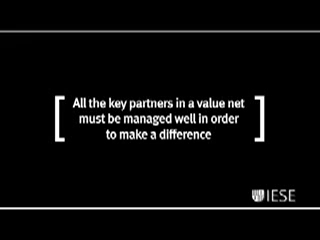 All the key partners in a value net
must be managed well in order
to make a difference
IESE